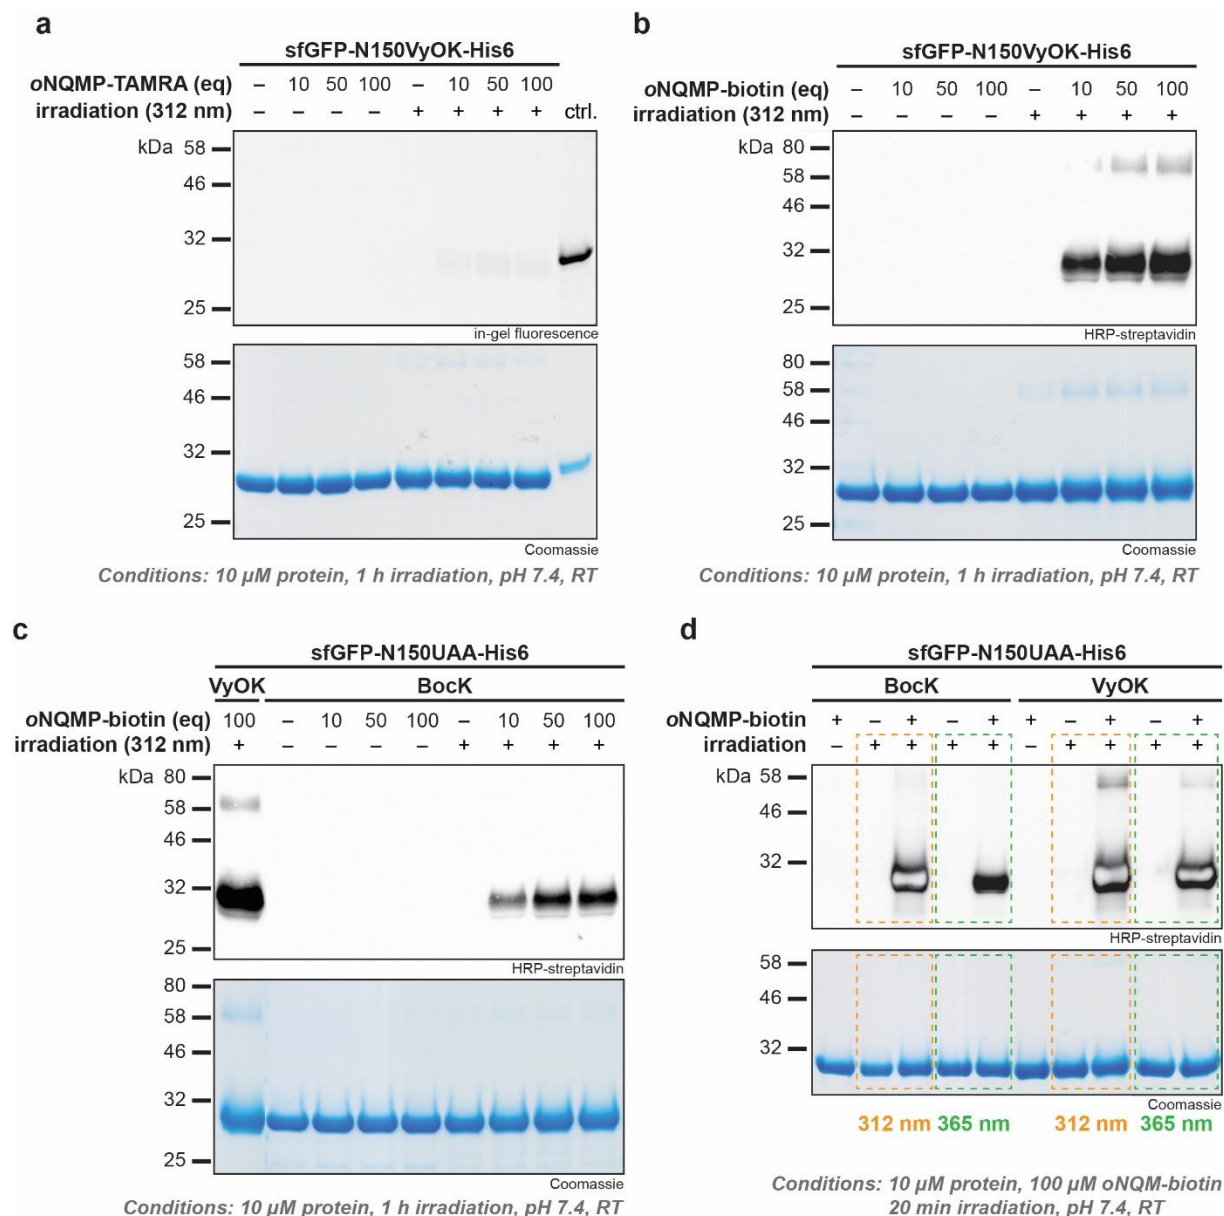 a
sfGFP-N150VyOK-His6
oNQMP-TAMRA (eq) – 10 50 100 – 10 50 100
irradiation (312 nm) – – – – + + + + ctrl.
kDa 58
46
32
25
in-gel fluorescence
58
46
32
25
Coomassie
Conditions: 10 µM protein, 1 h irradiation, pH 7.4, RT
b
sfGFP-N150VyOK-His6
oNQMP-biotin (eq) – 10 50 100 – 10 50 100
irradiation (312 nm) – – – – + + + +
kDa 80
58
46
32
25
HRP-streptavidin
80
58
46
32
25
Coomassie
Conditions: 10 µM protein, 1 h irradiation, pH 7.4, RT
c
sfGFP-N150UAA-His6
VyOK BocK
oNQMP-biotin (eq) 100 – 10 50 100 – 10 50 100
irradiation (312 nm) + – – – – + + + +
kDa 80
58
46
32
25
HRP-streptavidin
80
58
46
32
25
Coomassie
Conditions: 10 µM protein, 1 h irradiation, pH 7.4, RT
d
sfGFP-N150UAA-His6
BocK VyOK
oNQMP-biotin + – + – + + – + – +
irradiation – + + + + – + + + +
kDa 58
46
32
HRP-streptavidin
58
46
32
Coomassie
312 nm 365 nm 312 nm 365 nm
Conditions: 10 µM protein, 100 µM oNQM-biotin
20 min irradiation, pH 7.4, RT